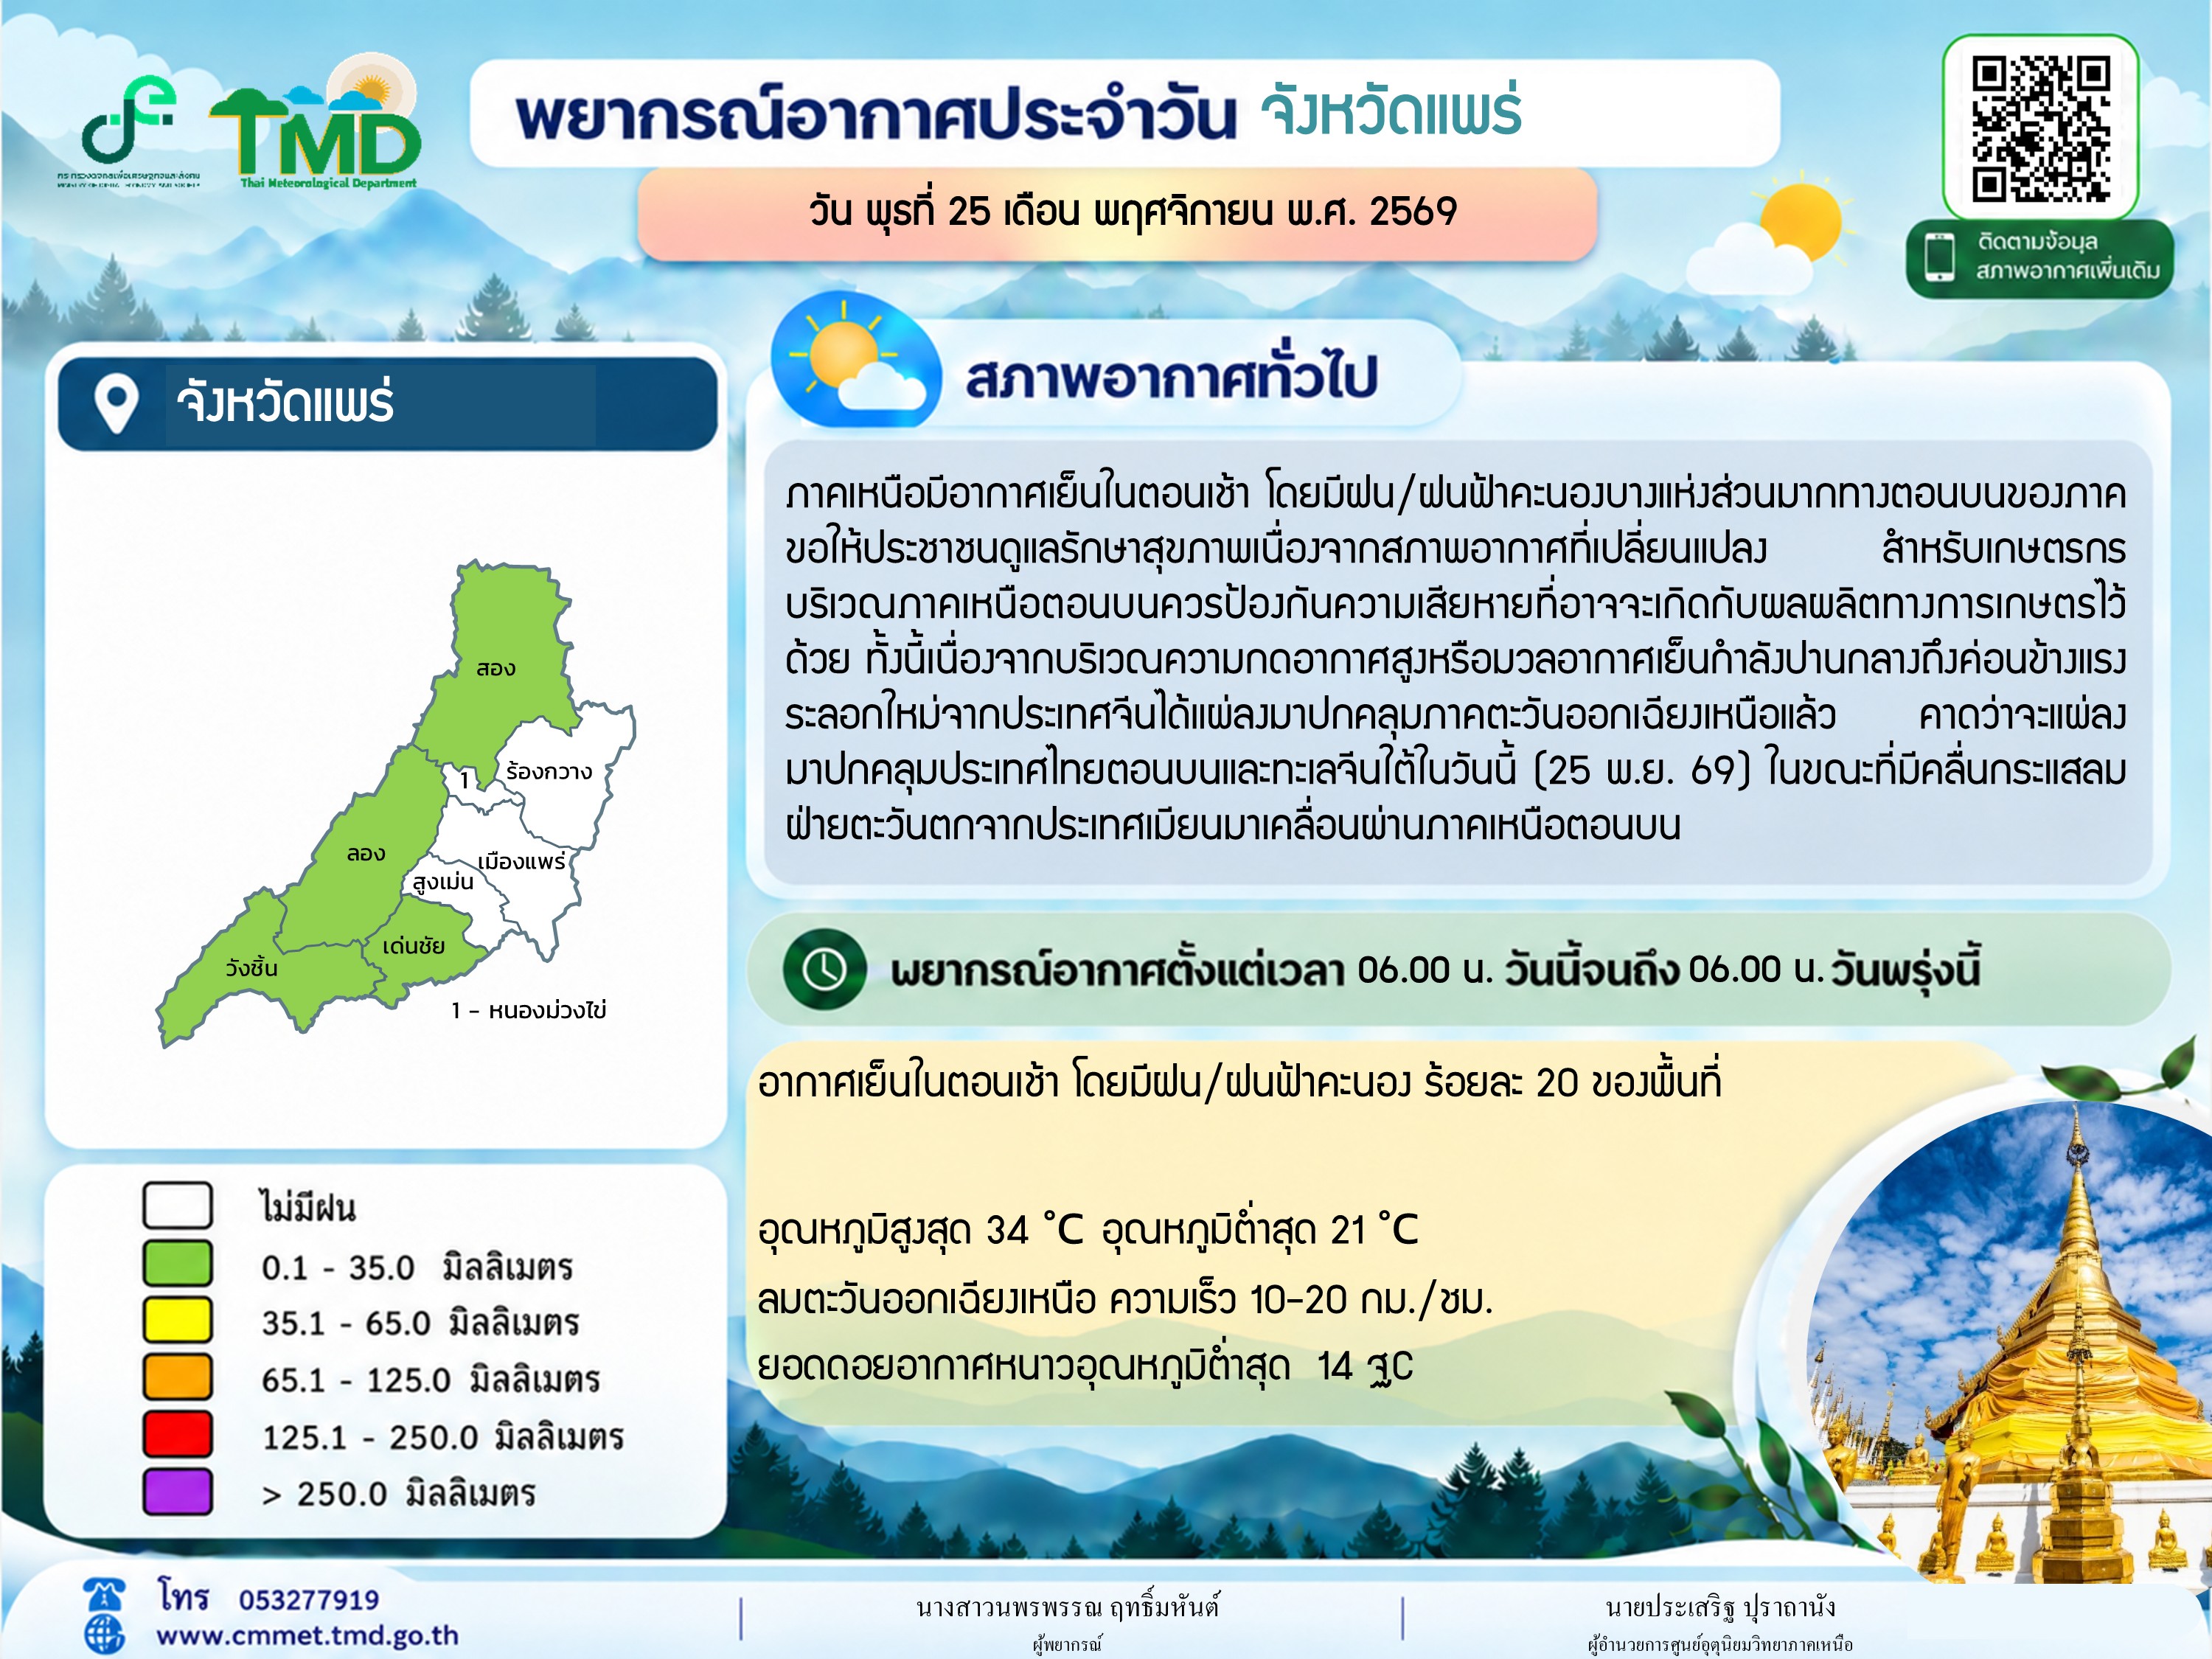 TMD
Thai Meteorological Department
พยากรณ์อากาศประจำวัน จังหวัดแพร่
วัน พุธที่ 25 เดือน พฤศจิกายน พ.ศ. 2569
ติดตามข้อมูล
สภาพอากาศเพิ่มเติม
จังหวัดแพร่
สอง
ร้องกวาง
1
ลอง
เมืองแพร่
สูงเม่น
เด่นชัย
วังชิ้น
1 - หนองม่วงไข่
ไม่มีฝน
0.1 - 35.0 มิลลิเมตร
35.1 - 65.0 มิลลิเมตร
65.1 - 125.0 มิลลิเมตร
125.1 - 250.0 มิลลิเมตร
> 250.0 มิลลิเมตร
สภาพอากาศทั่วไป
ภาคเหนือมีอากาศเย็นในตอนเช้า โดยมีฝน/ฝนฟ้าคะนองบางแห่งส่วนมากทางตอนบนของภาค
ขอให้ประชาชนดูแลรักษาสุขภาพเนื่องจากสภาพอากาศที่เปลี่ยนแปลง สำหรับเกษตรกร
บริเวณภาคเหนือตอนบนควรป้องกันความเสียหายที่อาจจะเกิดกับผลผลิตทางการเกษตรไว้
ด้วย ทั้งนี้เนื่องจากบริเวณความกดอากาศสูงหรือมวลอากาศเย็นกำลังปานกลางถึงค่อนข้างแรง
ระลอกใหม่จากประเทศจีนได้แผ่ลงมาปกคลุมภาคตะวันออกเฉียงเหนือแล้ว คาดว่าจะแผ่ลง
มาปกคลุมประเทศไทยตอนบนและทะเลจีนใต้ในวันนี้ (25 พ.ย. 69) ในขณะที่มีคลื่นกระแสลม
ฝ่ายตะวันตกจากประเทศเมียนมาเคลื่อนผ่านภาคเหนือตอนบน
พยากรณ์อากาศตั้งแต่เวลา 06.00 น. วันนี้จนถึง 06.00 น. วันพรุ่งนี้
อากาศเย็นในตอนเช้า โดยมีฝน/ฝนฟ้าคะนอง ร้อยละ 20 ของพื้นที่
อุณหภูมิสูงสุด 34 °C อุณหภูมิต่ำสุด 21 °C
ลมตะวันออกเฉียงเหนือ ความเร็ว 10-20 กม./ชม.
ยอดดอยอากาศหนาวอุณหภูมิต่ำสุด 14 ฐC
โทร 053277919
www.cmmet.tmd.go.th
นางสาวนพรพรรณ ฤทธิ์มหันต์
ผู้พยากรณ์
นายประเสริฐ ปุราถานัง
ผู้อำนวยการศูนย์อุตุนิยมวิทยาภาคเหนือ